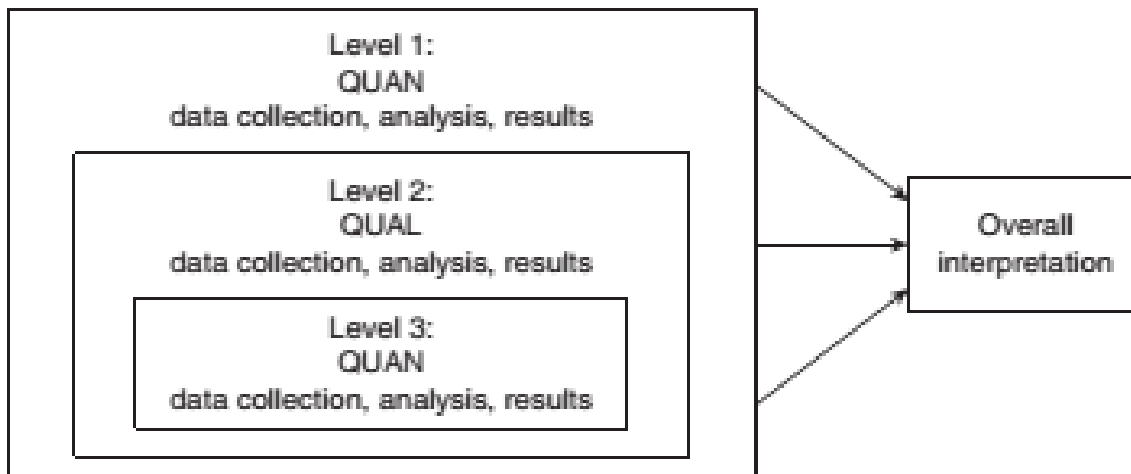 Level 1:
QUAN
data collection, analysis, results
Level 2:
QUAL
data collection, analysis, results
Level 3:
QUAN
data collection, analysis, results
Overall
interpretation